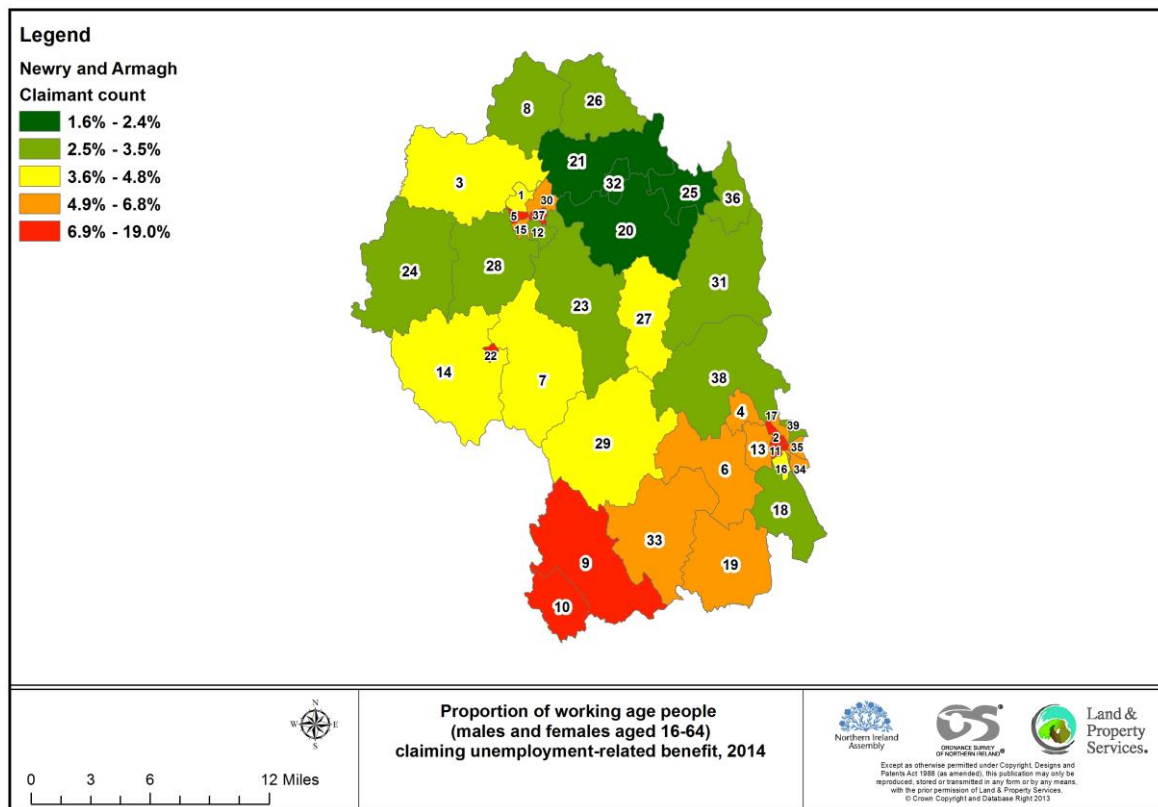 Legend
Newry and Armagh
Claimant count
1.6% - 2.4%
2.5% - 3.5%
3.6% - 4.8%
4.9% - 6.8%
6.9% - 19.0%
26
8
21
3
32
25
1
36
30
5
37
20
15
12
28
24
31
23
27
22
14
7
38
4
17
39
29
2
35
13
11
16
34
6
18
33
9
19
10
N
W
E
S
0
3
6
12 Miles
Proportion of working age people
(males and females aged 16-64)
claiming unemployment-related benefit, 2014
Northern Ireland
Assembly
OS®
ORDNANCE SURVEY
OF NORTHERN IRELAND®
Land &
Property
Services.
Except as otherwise permitted under Copyright, Designs and
Patents Act 1988 (as amended), this publication may only be
reproduced, stored or transmitted in any form or by any means,
with the prior permission of Land & Property Services.
© Crown Copyright and Database Right 2013